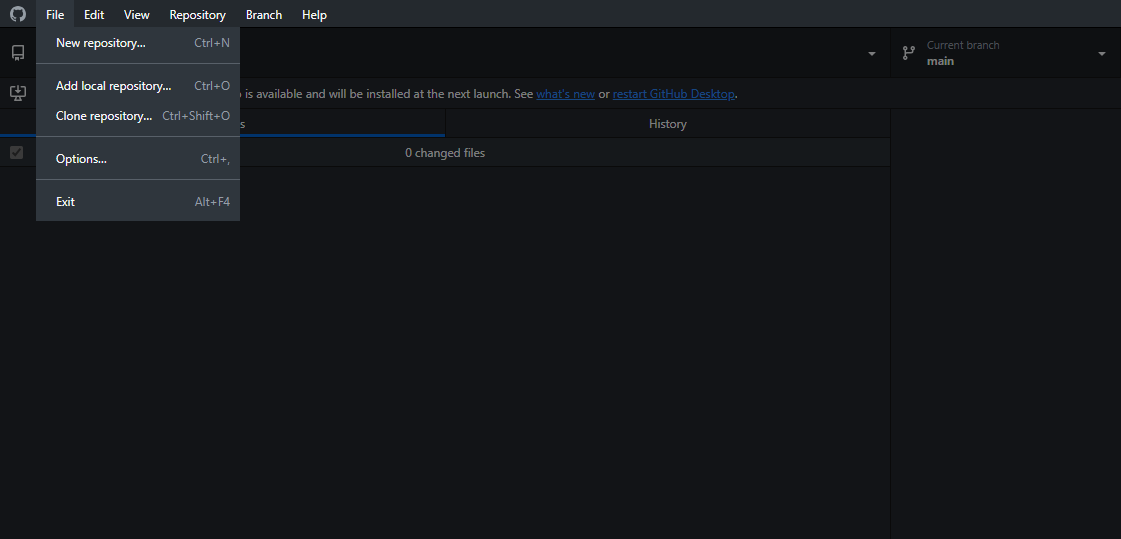 File Edit View Repository Branch Help
New repository... Ctrl+N
Current branch
main
Add local repository... Ctrl+O
is available and will be installed at the next launch. See what's new or restart GitHub Desktop.
Clone repository... Ctrl+Shift+O
History
0 changed files
Options... Ctrl+,
Exit Alt+F4